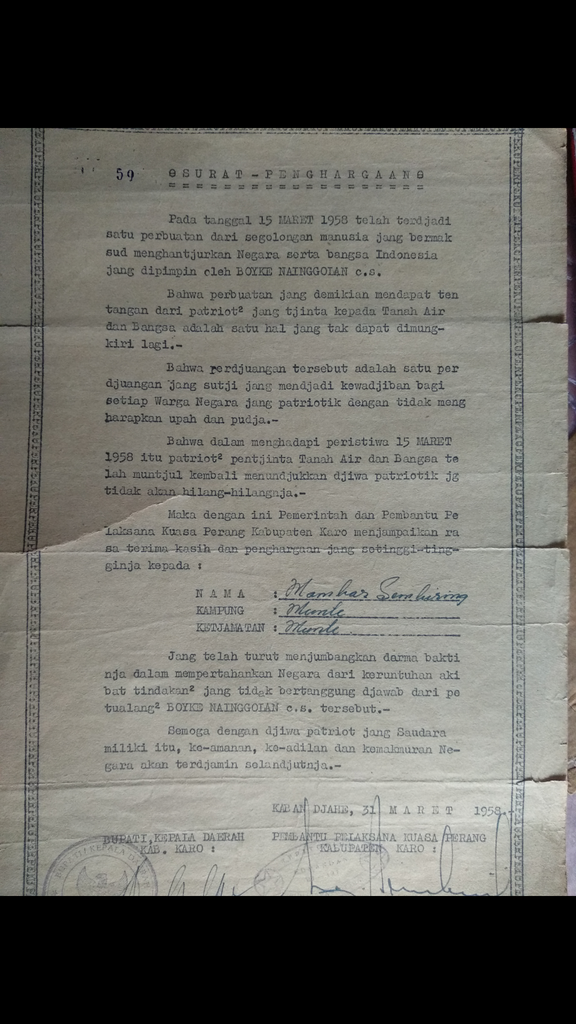 59
OSURAT-PENGHARGAANO
Pada tanggal 15 MARET 1958 telah terdjadi
satu perbuatan dari segolongan manusia jang bermak
sud menghantjurkan Negara serta bangsa Indonesia
jang dipimpin oleh BOYKE NAINGGOLAN c.s.
Bahwa perbuatan jang demikian mendapat ten
tangan dari patriot² jang tjinta kepada Tanah Air
dan Bangsa adalah satu hal jang tak dapat dimung-
kiri lagi.-
Bahwa perdjuangan tersebut adalah satu per
djuangan jang sutji jang mendjadi kewadjiban bagi
setiap Warga Negara jang patriotik dengan tidak meng
harapkan upah dan pudja.-
Bahwa dalam menghadapi peristiwa 15 MARET
1958 itu patriot² pentjinta Tanah Air dan Bangsa te
lah muntjul kembali menundjukkan djiwa patriotik jg
tidak akan hilang-hilangnja.-
Maka dengan ini Pemerintah dan Pembantu Pe
laksana Kuasa Perang Kabupaten Karo menjampaikan ra
sa terima kasih dan penghargaan jang setinggi-ting-
ginja kepada :
N A M A : Mambar Sembiring
KAMPUNG : Munte
KETJAMATAN : Munte
Jang telah turut menjumbangkan darma bakti
nja dalam mempertahankan Negara dari keruntuhan aki
bat tindakan² jang tidak bertanggung djawab dari pe
tualang² BOYKE NAINGGOLAN c.s. tersebut.-
Semoga dengan djiwa patriot jang Saudara
miliki itu, ke-amanan, ke-adilan dan kemakmuran Ne-
gara akan terdjamin selandjutnja.-
KABANDJAHE, 31 M A R E T 1958.-
BUPATI, KEPALA DAERAH PEMBANTU PELAKSANA KUASA PERANG
KAB. KARO : KALUPATEN KARO :
BUPATI KEPALA DAERAH